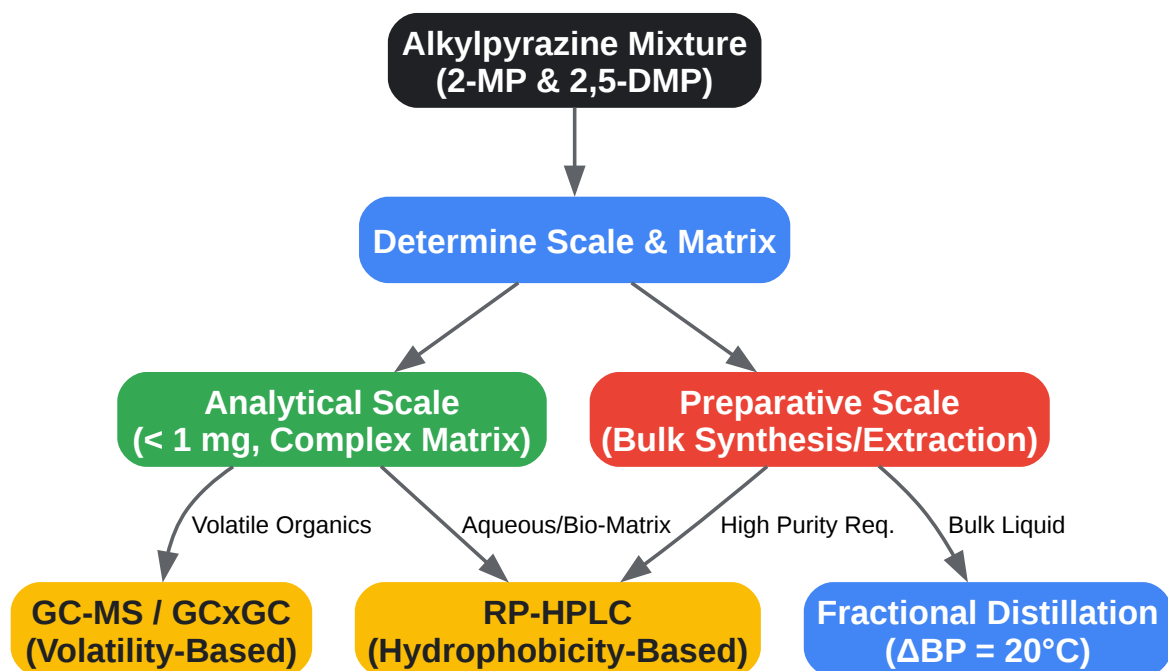 Alkylpyrazine Mixture
(2-MP & 2,5-DMP)
Determine Scale & Matrix
Analytical Scale
(< 1 mg, Complex Matrix)
Preparative Scale
(Bulk Synthesis/Extraction)
Volatile Organics
Aqueous/Bio-Matrix
High Purity Req.
Bulk Liquid
GC-MS / GCxGC
(Volatility-Based)
RP-HPLC
(Hydrophobicity-Based)
Fractional Distillation
(ΔBP = 20°C)